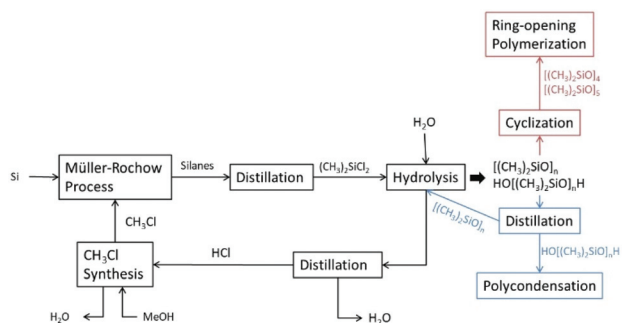 Ring-opening
Polymerization
[(CH₃)₂SiO]₄
[(CH₃)₂SiO]₅
Cyclization
H₂O
Si
Müller-Rochow
Process
Silanes
Distillation
(CH₃)₂SiCl₂
Hydrolysis
[(CH₃)₂SiO]ₙ
HO[(CH₃)₂SiO]ₙH
[(CH₃)₂SiO]ₙ
Distillation
CH₃Cl
HO[(CH₃)₂SiO]ₙH
CH₃Cl
Synthesis
HCl
Distillation
Polycondensation
H₂O
MeOH
H₂O